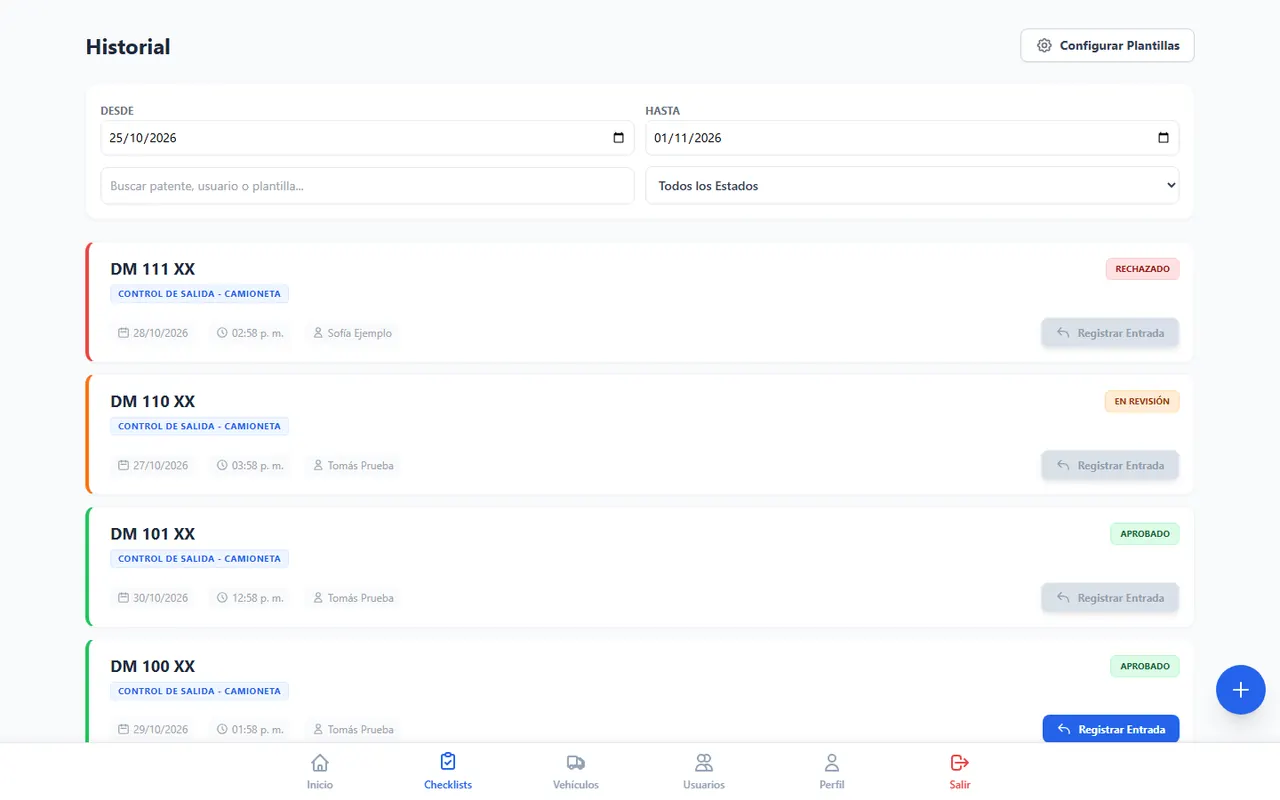 Historial
Configurar Plantillas
DESDE
HASTA
25/10/2026
01/11/2026
Buscar patente, usuario o plantilla...
Todos los Estados
DM 111 XX
RECHAZADO
CONTROL DE SALIDA - CAMIONETA
28/10/2026 02:58 p. m. Sofía Ejemplo
Registrar Entrada
DM 110 XX
EN REVISIÓN
CONTROL DE SALIDA - CAMIONETA
27/10/2026 03:58 p. m. Tomás Prueba
Registrar Entrada
DM 101 XX
APROBADO
CONTROL DE SALIDA - CAMIONETA
30/10/2026 12:58 p. m. Tomás Prueba
Registrar Entrada
DM 100 XX
APROBADO
CONTROL DE SALIDA - CAMIONETA
29/10/2026 01:58 p. m. Tomás Prueba
Registrar Entrada
Inicio Checklists Vehículos Usuarios Perfil Salir